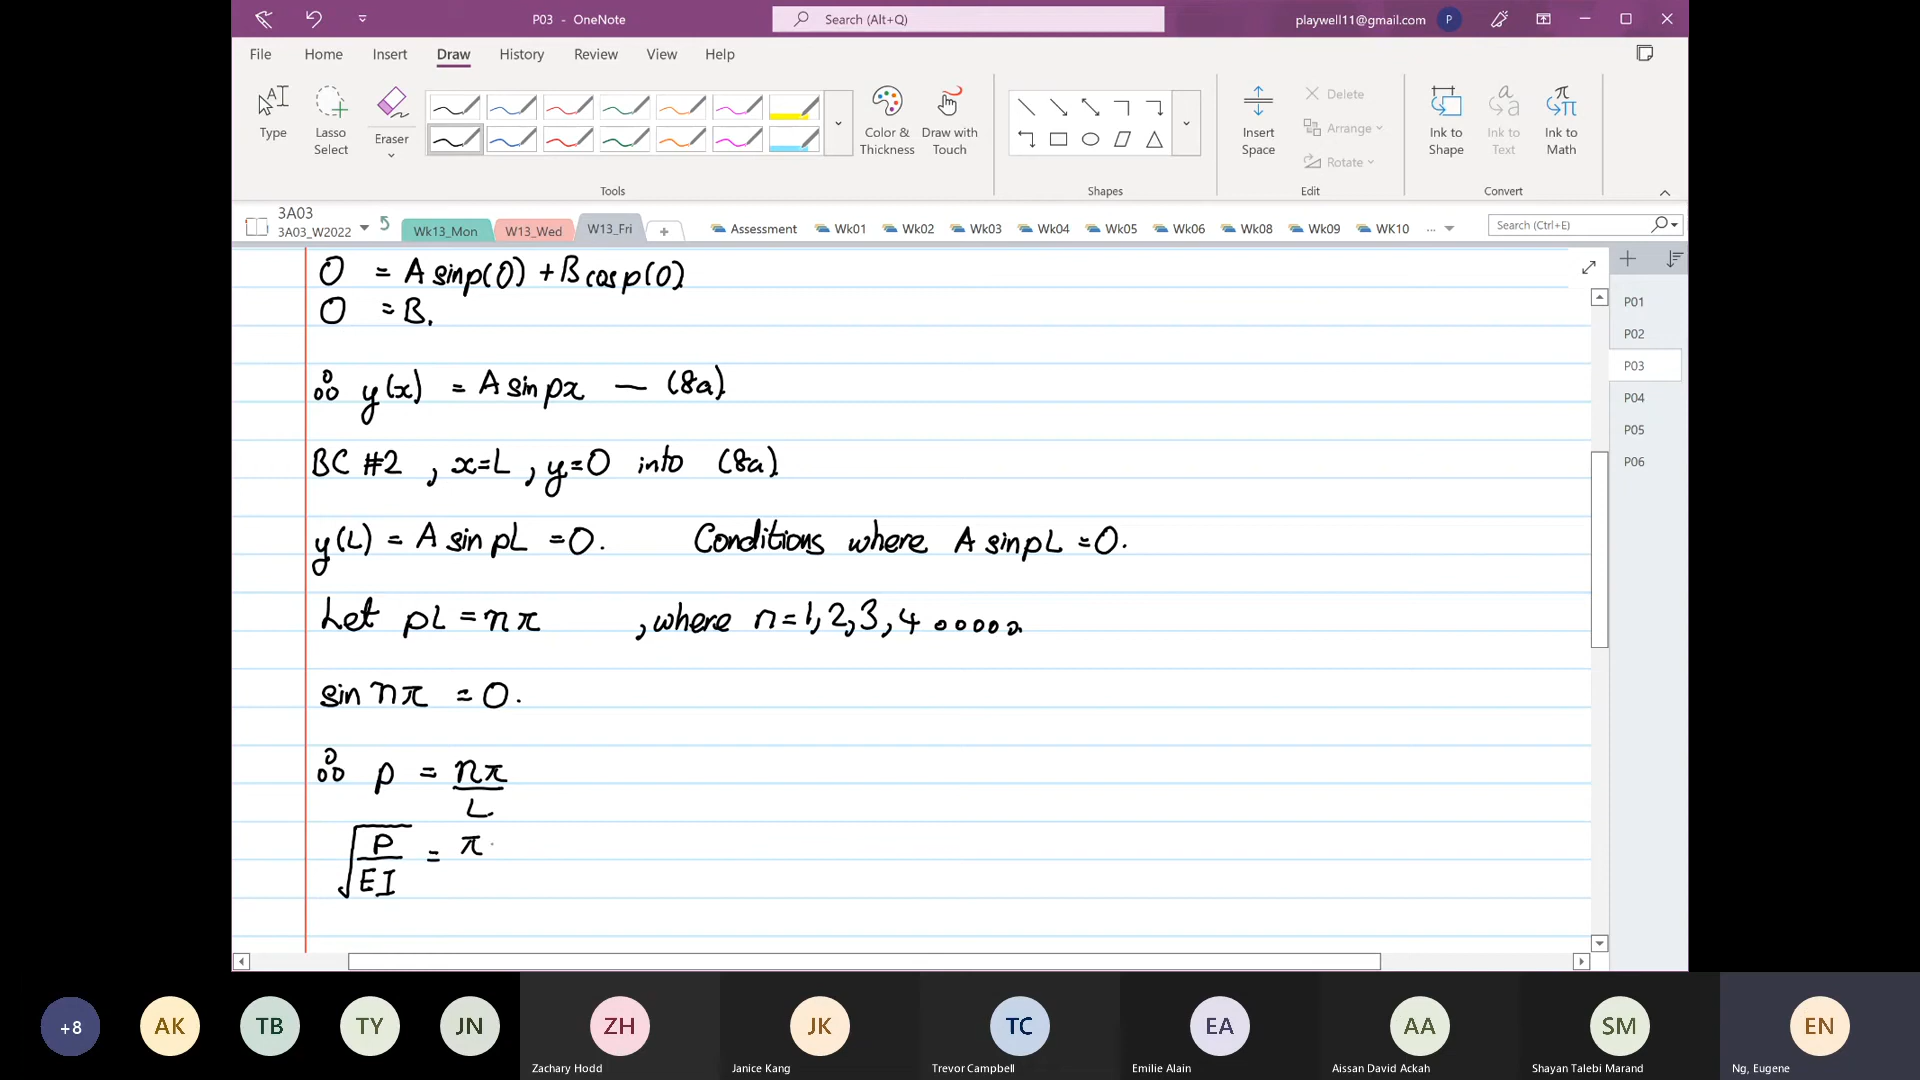 P03 - OneNote
Search (Alt+Q)
playwell11@gmail.com
P
File Home Insert Draw History Review View Help
Type
Lasso Select
Eraser
Color & Thickness
Draw with Touch
Insert Space
Delete
Arrange
Rotate
Ink to Shape
Ink to Text
Ink to Math
Tools
Shapes
Edit
Convert
3A03
3A03_W2022
Wk13_Mon W13_Wed W13_Fri + Assessment Wk01 Wk02 Wk03 Wk04 Wk05 Wk06 Wk08 Wk09 WK10 ...
Search (Ctrl+E)
P01
P02
P03
P04
P05
P06
0 = A sinp(0) + B cosp(0)
0 = B.
∴ y(x) = A sin px — (8a)
BC #2, x=L, y=0 into (8a)
y(L) = A sin pL = 0. Conditions where A sinpL = 0.
Let pL = nπ , where n=1,2,3,4 .....
sin nπ = 0.
∴ p = nπ/L
√(P/EI) = π
+8 AK TB TY JN ZH JK TC EA AA SM EN
Zachary Hodd Janice Kang Trevor Campbell Emilie Alain Aissan David Ackah Shayan Talebi Marand Ng, Eugene